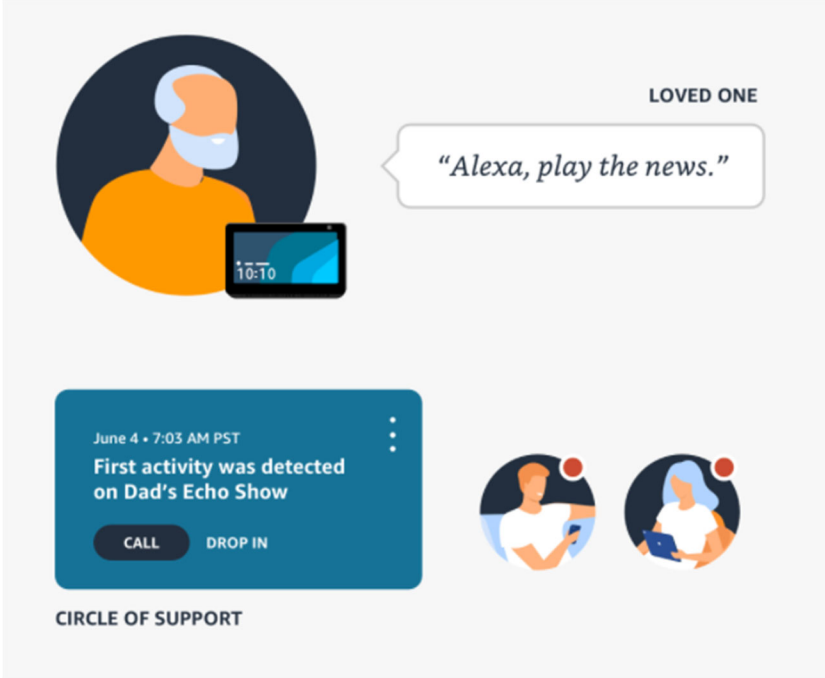 LOVED ONE
“Alexa, play the news.”
10:10
June 4 • 7:03 AM PST
First activity was detected
on Dad’s Echo Show
CALL DROP IN
CIRCLE OF SUPPORT